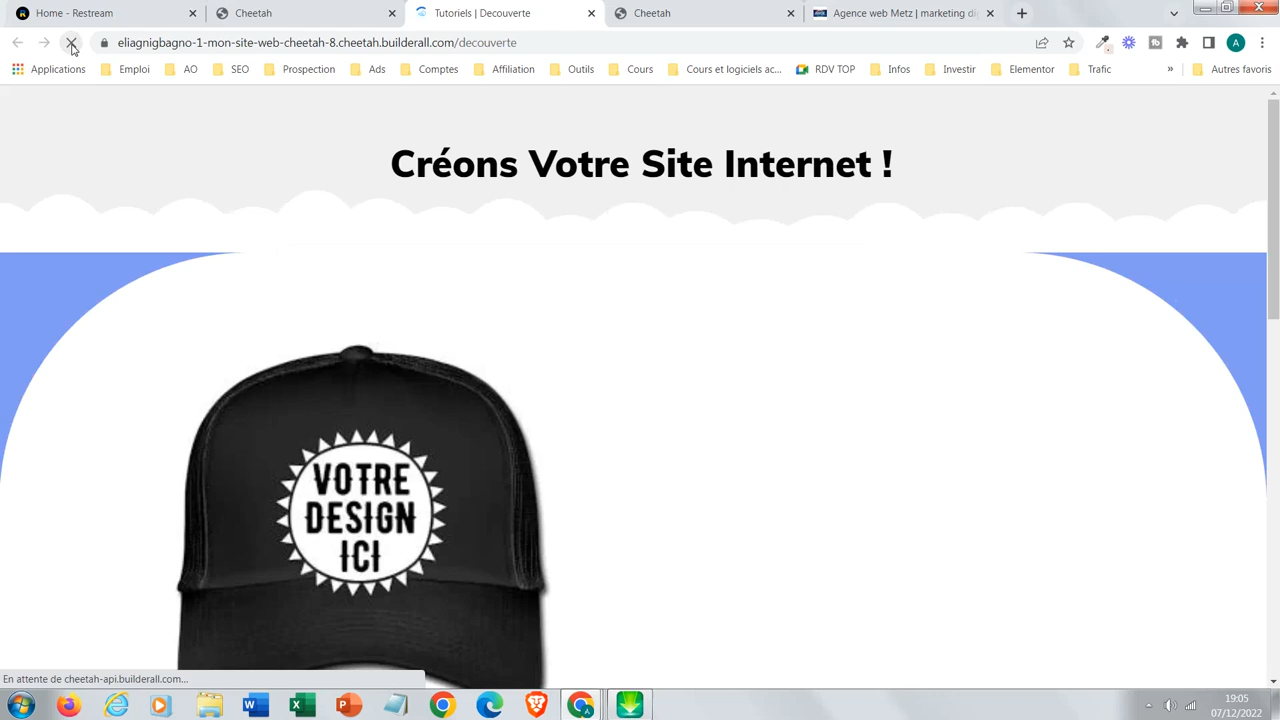 Home - Restream
Cheetah
Tutoriels | Decouverte
Cheetah
Agence web Metz | marketing di
eliagnigbagno-1-mon-site-web-cheetah-8.cheetah.builderall.com/decouverte
A
Applications
Emploi
AO
SEO
Prospection
Ads
Comptes
Affiliation
Outils
Cours
Cours et logiciels ac...
RDV TOP
Infos
Investir
Elementor
Trafic
»
Autres favoris
Créons Votre Site Internet !
VOTRE
DESIGN
ICI
En attente de cheetah-api.builderall.com...
19:05
07/12/2022